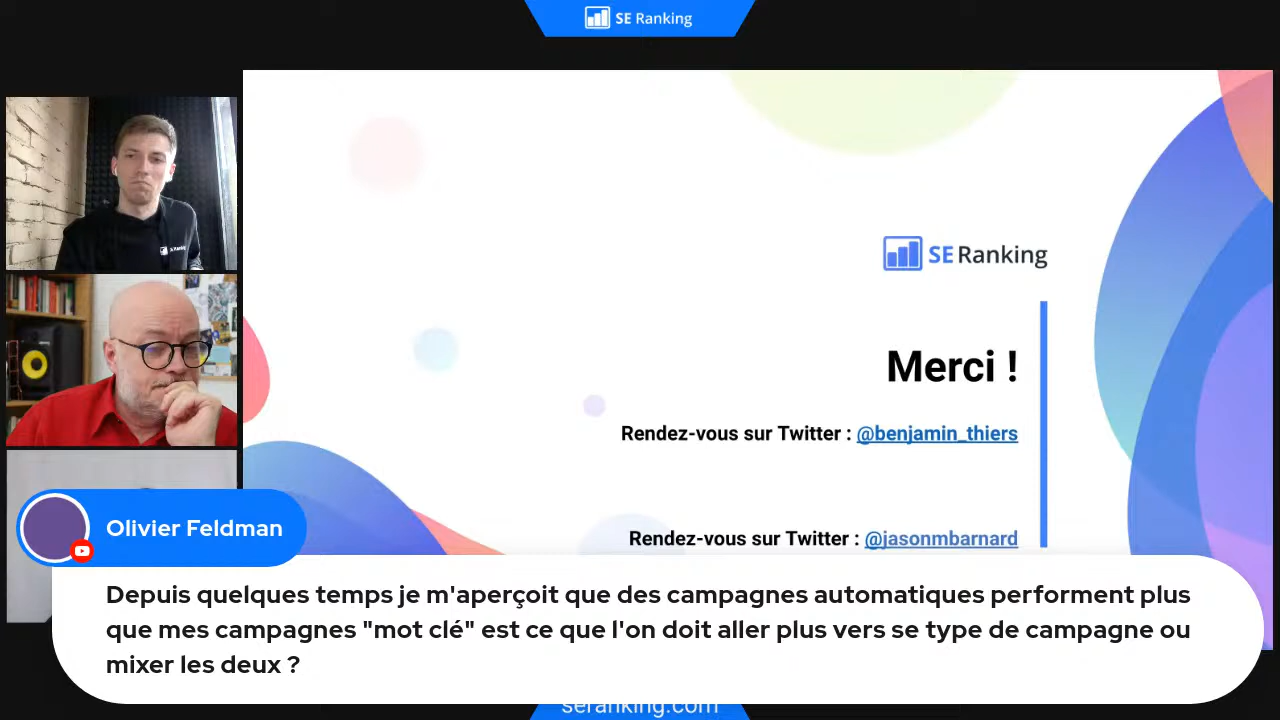 SE Ranking
SE Ranking
SE Ranking
Merci !
Rendez-vous sur Twitter : @benjamin_thiers
Rendez-vous sur Twitter : @jasonmbarnard
Olivier Feldman
Depuis quelques temps je m'aperçoit que des campagnes automatiques performent plus
que mes campagnes "mot clé" est ce que l'on doit aller plus vers se type de campagne ou
mixer les deux ?
seranking.com